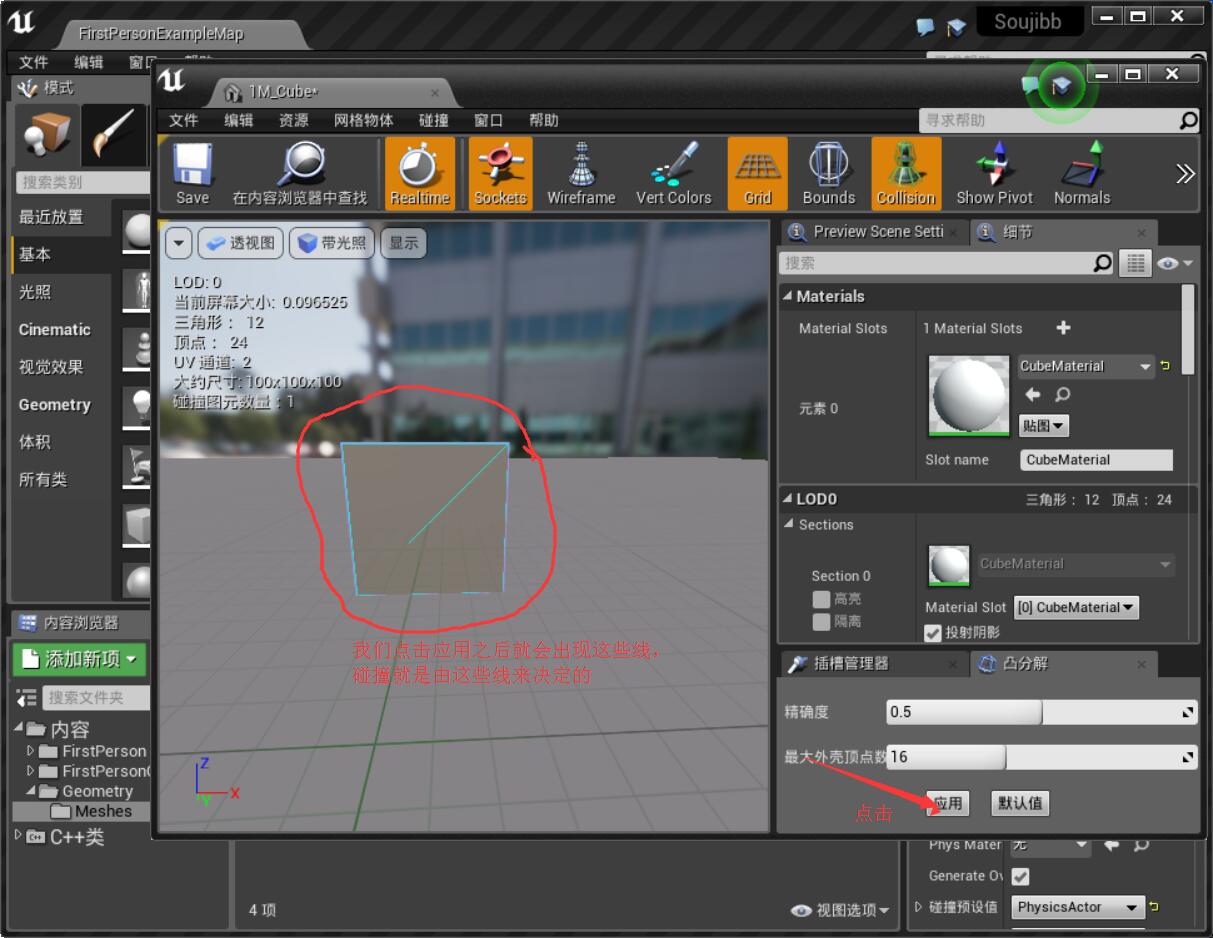 FirstPersonExampleMap
Soujibb
文件 编辑
模式
搜索类别
最近放置
基本
光照
Cinematic
视觉效果
Geometry
体积
所有类
内容浏览器
添加新项
搜索文件夹
内容
FirstPerson
Geometry
Meshes
C++类
4 项
视图选项
1M_Cube*
文件 编辑 资源 网格物体 碰撞 窗口 帮助
寻求帮助
Save 在内容浏览器中查找 Realtime Sockets Wireframe Vert Colors Grid Bounds Collision Show Pivot Normals
透视图 带光照 显示
LOD: 0
当前屏幕大小: 0.096525
三角形： 12
顶点： 24
UV 通道: 2
大约尺寸: 100x100x100
碰撞图元数量：1
我们点击应用之后就会出现这些线，
碰撞就是由这些线来决定的
Z
X
Y
Preview Scene Setti 细节
搜索
Materials
Material Slots 1 Material Slots
CubeMaterial
元素 0
贴图
Slot name CubeMaterial
LOD0 三角形： 12 顶点： 24
Sections
CubeMaterial
Section 0
高亮
隔离
Material Slot [0] CubeMaterial
投射阴影
插槽管理器 凸分解
精确度 0.5
最大外壳顶点数 16
点击 应用 默认值
Phys Mater 无
Generate Ov
碰撞预设值 PhysicsActor